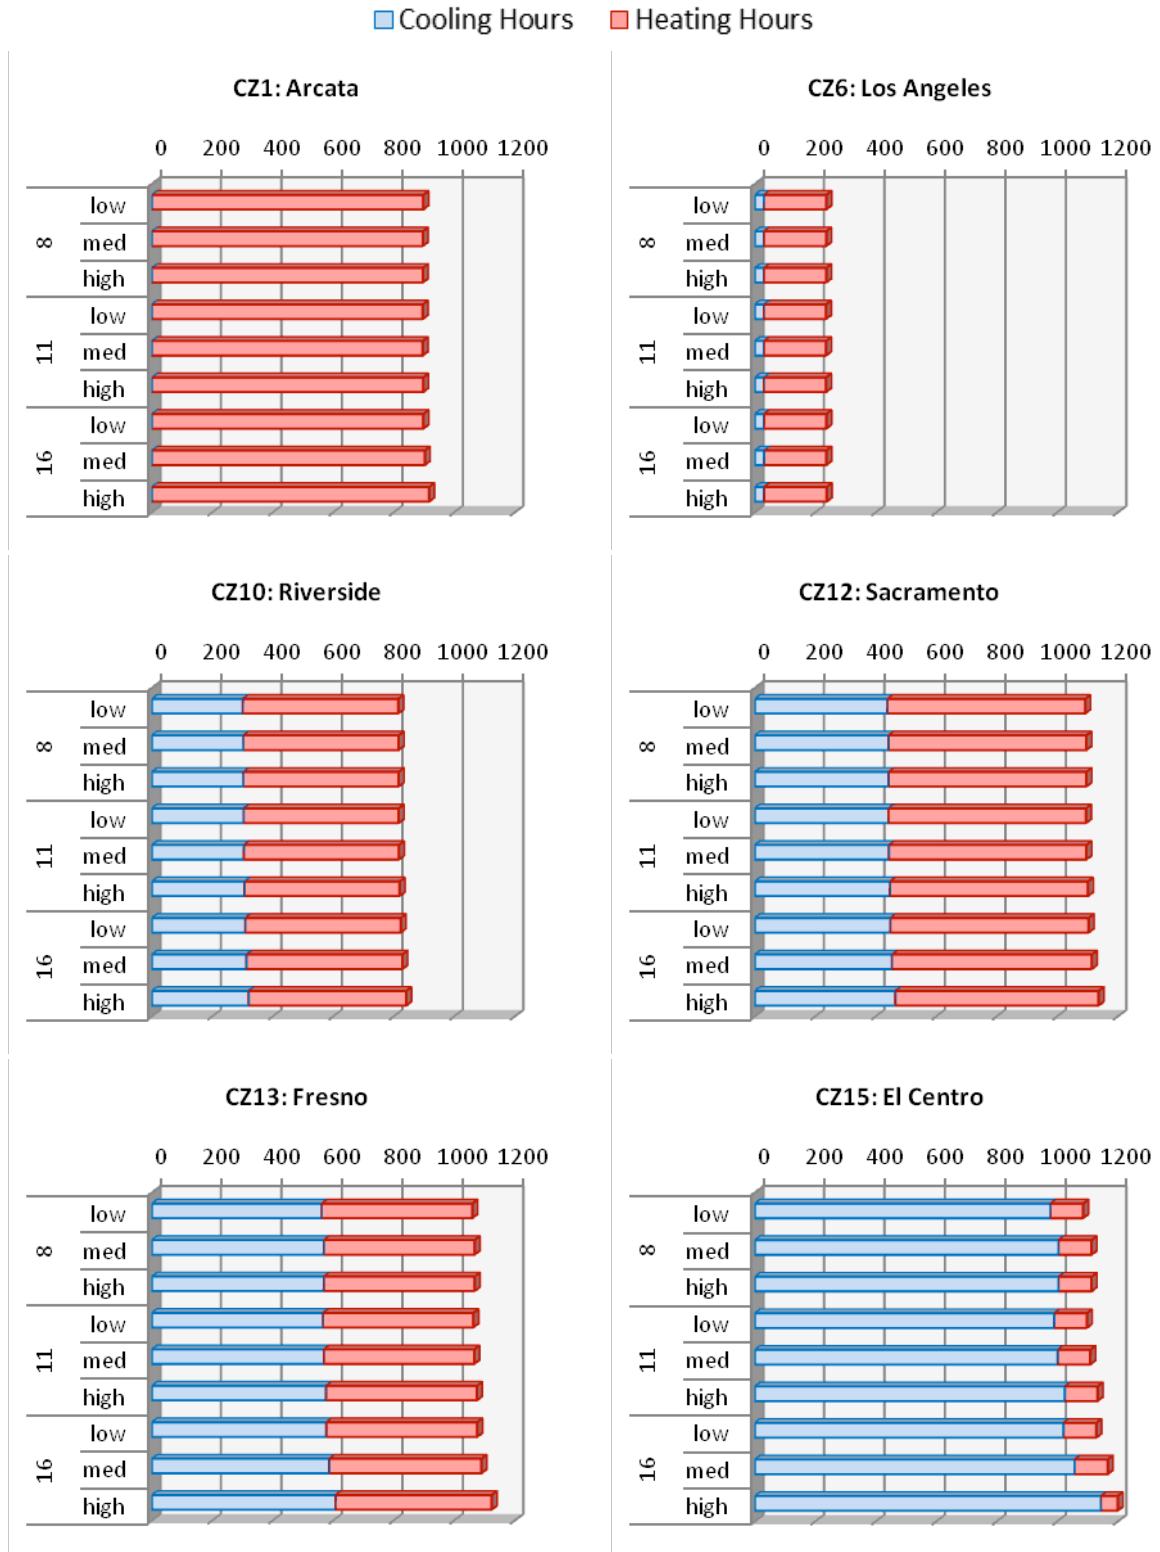 Cooling Hours Heating Hours
CZ1: Arcata
0 200 400 600 800 1000 1200
8
low
med
high
11
low
med
high
16
low
med
high
CZ6: Los Angeles
0 200 400 600 800 1000 1200
8
low
med
high
11
low
med
high
16
low
med
high
CZ10: Riverside
0 200 400 600 800 1000 1200
8
low
med
high
11
low
med
high
16
low
med
high
CZ12: Sacramento
0 200 400 600 800 1000 1200
8
low
med
high
11
low
med
high
16
low
med
high
CZ13: Fresno
0 200 400 600 800 1000 1200
8
low
med
high
11
low
med
high
16
low
med
high
CZ15: El Centro
0 200 400 600 800 1000 1200
8
low
med
high
11
low
med
high
16
low
med
high